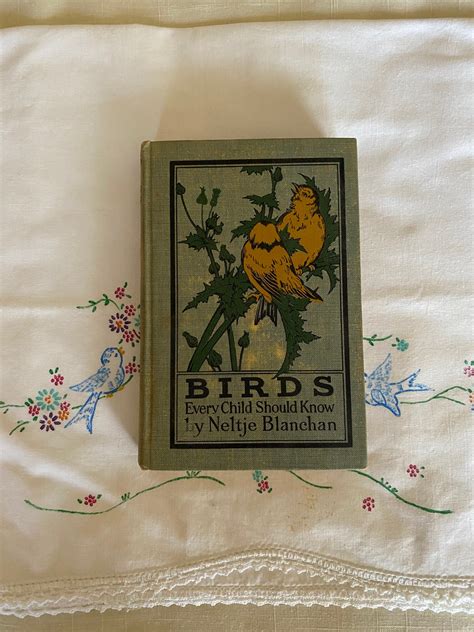 BIRDS
Every Child Should Know
by Neltje Blanchan